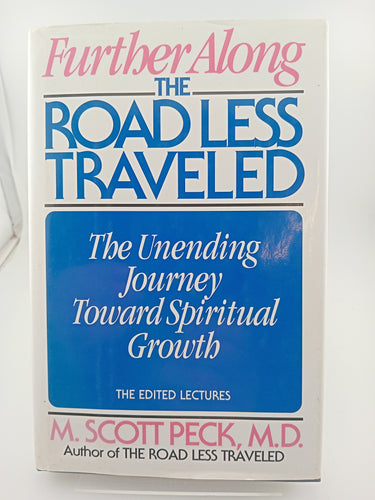 Further Along
THE
ROAD LESS
TRAVELED
The Unending
Journey
Toward Spiritual
Growth
THE EDITED LECTURES
M. SCOTT PECK, M.D.
Author of THE ROAD LESS TRAVELED